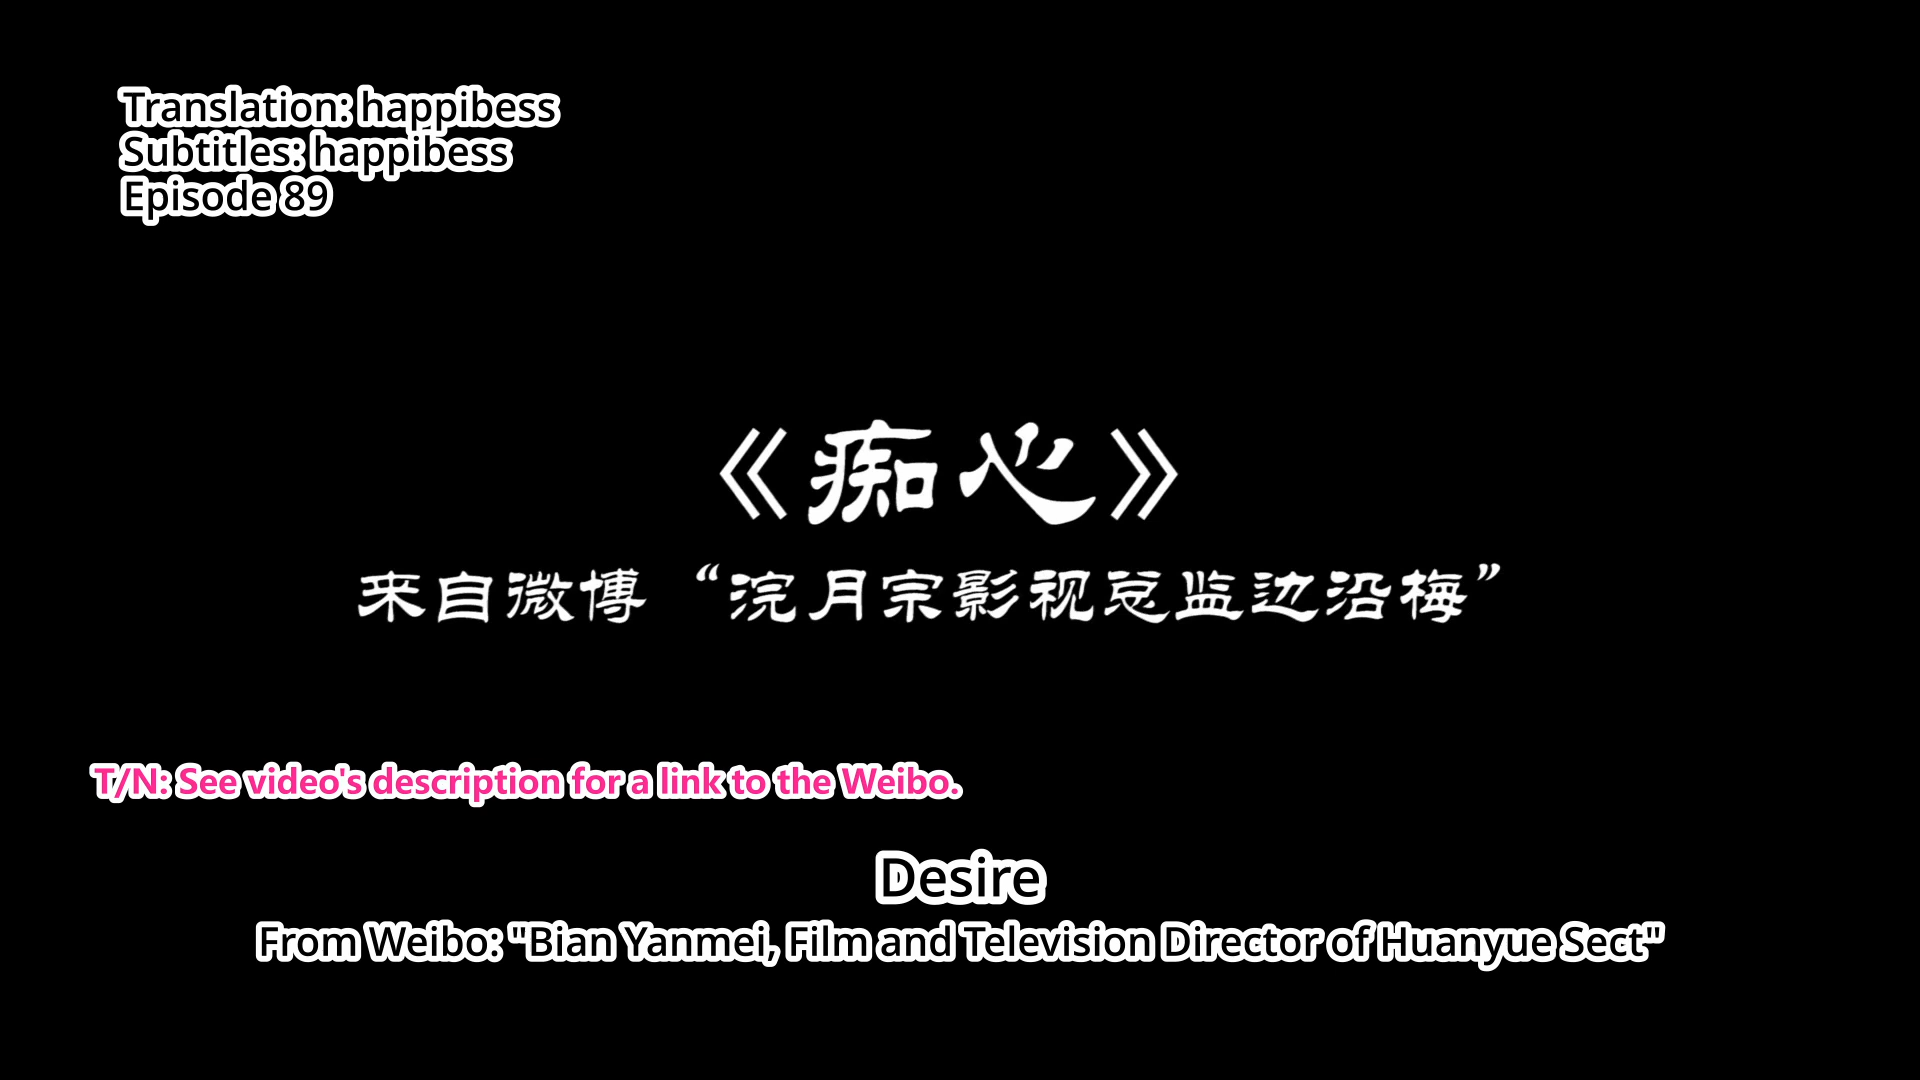 Translation: happibess
Subtitles: happibess
Episode 89
《痴心》
来自微博“浣月宗影视总监边沿梅”
T/N: See video's description for a link to the Weibo.
Desire
From Weibo: "Bian Yanmei, Film and Television Director of Huanyue Sect"